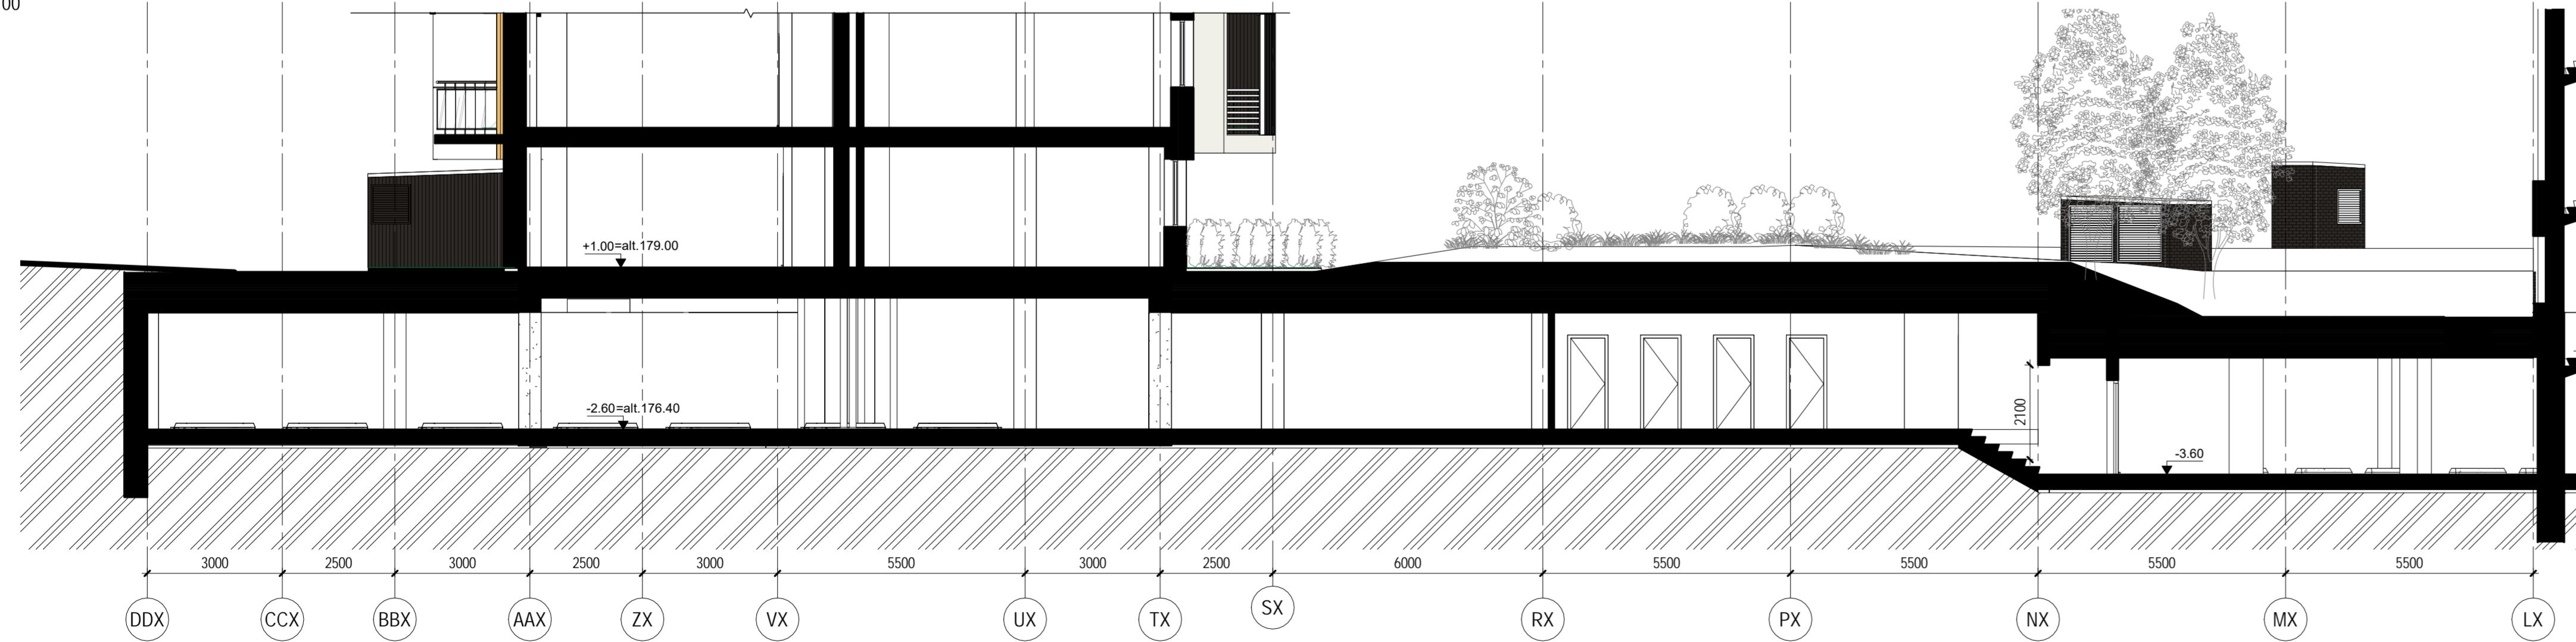 00
+1.00=alt.179.00
-2.60=alt.176.40
2100
-3.60
3000 2500 3000 2500 3000 5500 3000 2500 6000 5500 5500 5500 5500
DDX CCX BBX AAX ZX VX UX TX SX RX PX NX MX LX